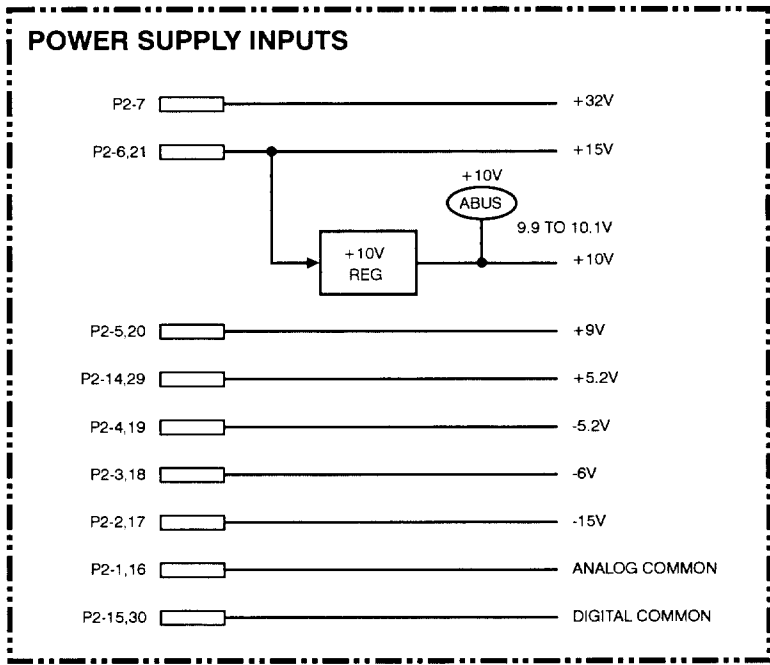 POWER SUPPLY INPUTS
P2-7 +32V
P2-6,21 +15V
+10V
ABUS
9.9 TO 10.1V
+10V
REG
+10V
P2-5,20 +9V
P2-14,29 +5.2V
P2-4,19 -5.2V
P2-3,18 -6V
P2-2,17 -15V
P2-1,16 ANALOG COMMON
P2-15,30 DIGITAL COMMON